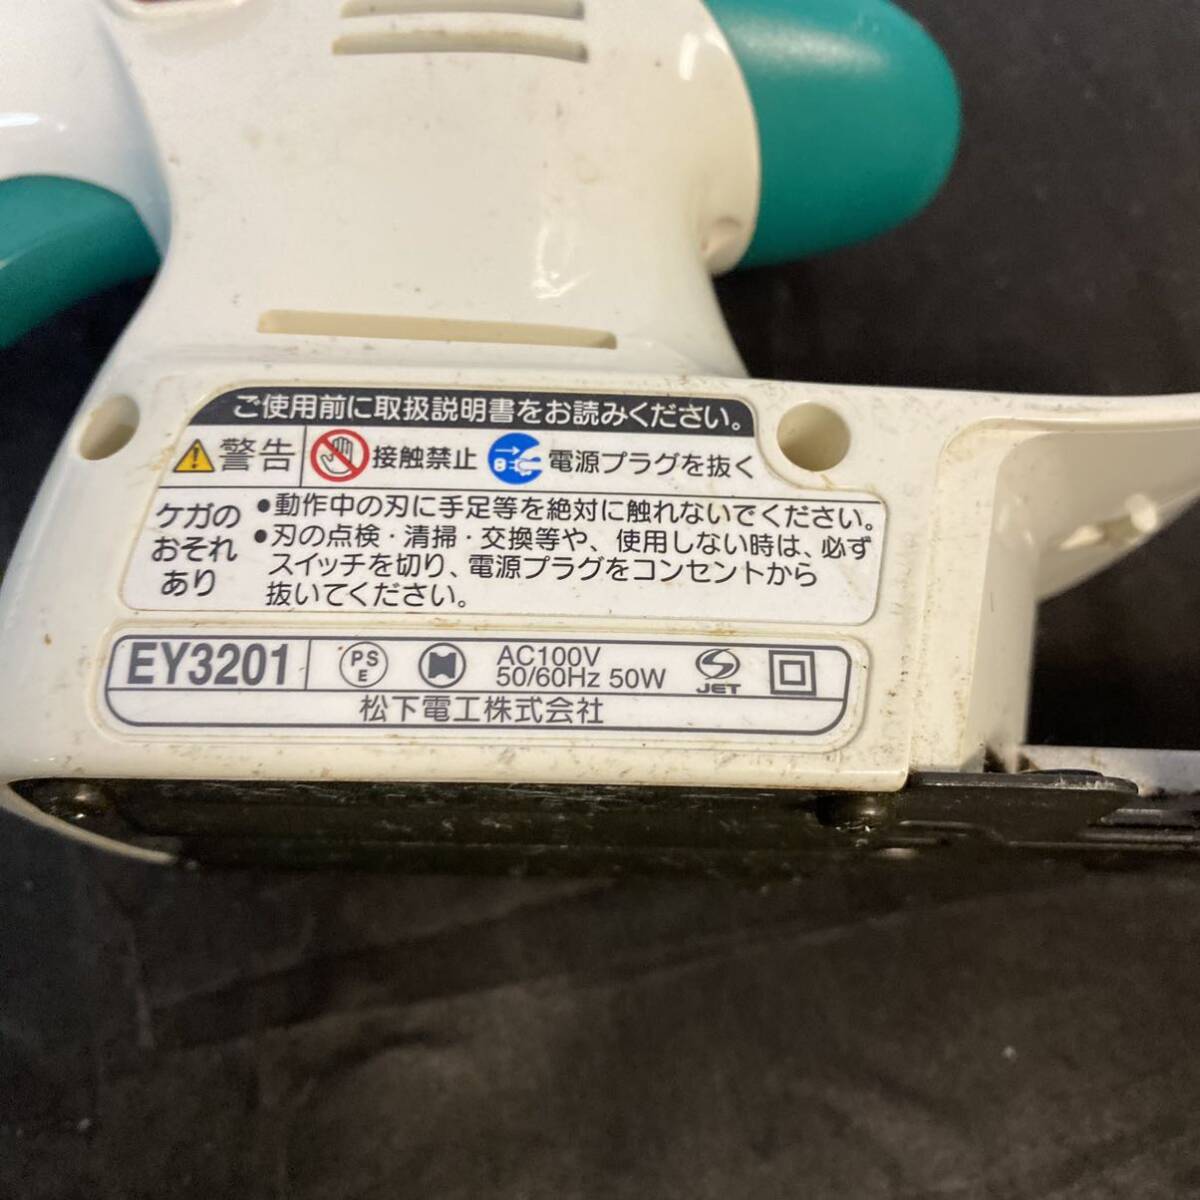 ご使用前に取扱説明書をお読みください。
警告 接触禁止 電源プラグを抜く
ケガの
おそれ
あり
●動作中の刃に手足等を絶対に触れないでください。
●刃の点検・清掃・交換等や、使用しない時は、必ず
スイッチを切り、電源プラグをコンセントから
抜いてください。
EY3201
PS
E
AC100V
50/60Hz 50W
JET
松下電工株式会社